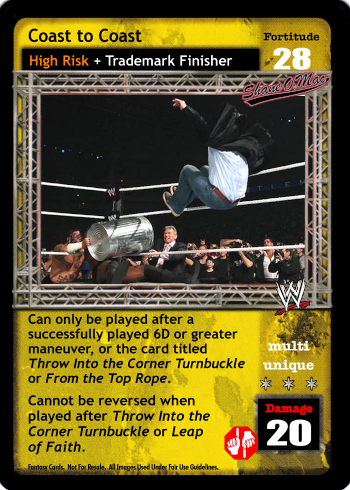 Coast to Coast
Fortitude
28
High Risk + Trademark Finisher
Shane O Mac
Can only be played after a
successfully played 6D or greater
maneuver, or the card titled
Throw Into the Corner Turnbuckle
or From the Top Rope.
multi
unique
Cannot be reversed when
played after Throw Into the
Corner Turnbuckle or Leap
of Faith.
Damage
20
Fantasy Cards. Not For Resale. All Images Used Under Fair Use Guidelines.